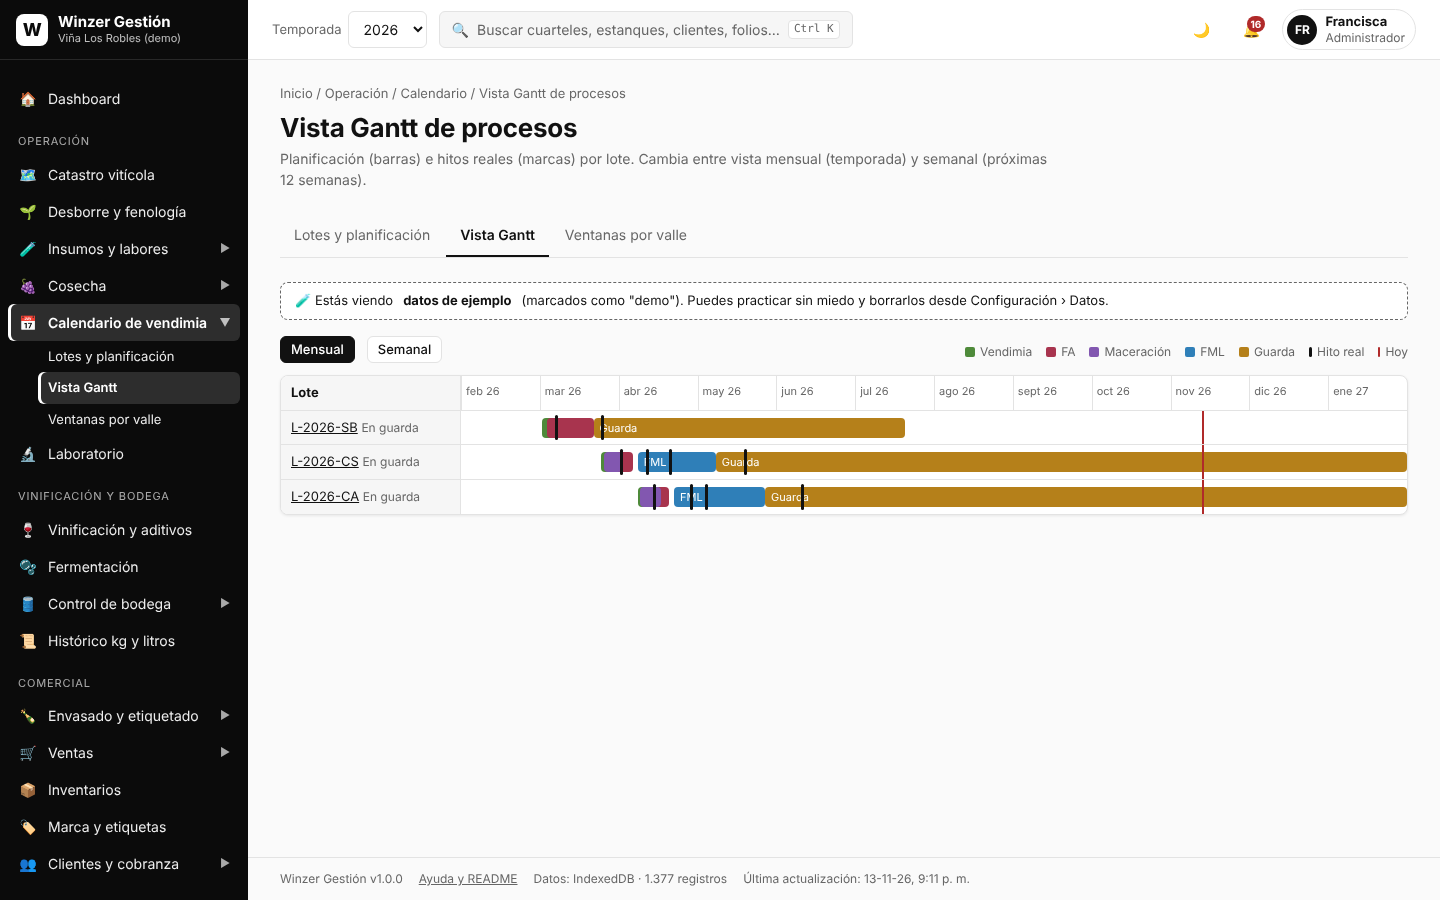 W
Winzer Gestión
Viña Los Robles (demo)
Temporada 2026 Buscar cuarteles, estanques, clientes, folios... Ctrl K
16
FR
Francisca
Administrador
Dashboard
OPERACIÓN
Catastro vitícola
Desborre y fenología
Insumos y labores
Cosecha
Calendario de vendimia
Lotes y planificación
Vista Gantt
Ventanas por valle
Laboratorio
VINIFICACIÓN Y BODEGA
Vinificación y aditivos
Fermentación
Control de bodega
Histórico kg y litros
COMERCIAL
Envasado y etiquetado
Ventas
Inventarios
Marca y etiquetas
Clientes y cobranza
Inicio / Operación / Calendario / Vista Gantt de procesos
Vista Gantt de procesos
Planificación (barras) e hitos reales (marcas) por lote. Cambia entre vista mensual (temporada) y semanal (próximas
12 semanas).
Lotes y planificación Vista Gantt Ventanas por valle
Estás viendo datos de ejemplo (marcados como "demo"). Puedes practicar sin miedo y borrarlos desde Configuración › Datos.
Mensual Semanal
Vendimia FA Maceración FML Guarda Hito real Hoy
Lote feb 26 mar 26 abr 26 may 26 jun 26 jul 26 ago 26 sept 26 oct 26 nov 26 dic 26 ene 27
L-2026-SB En guarda Guarda
L-2026-CS En guarda FML Guarda
L-2026-CA En guarda FML Guarda
Winzer Gestión v1.0.0 Ayuda y README Datos: IndexedDB · 1.377 registros Última actualización: 13-11-26, 9:11 p. m.